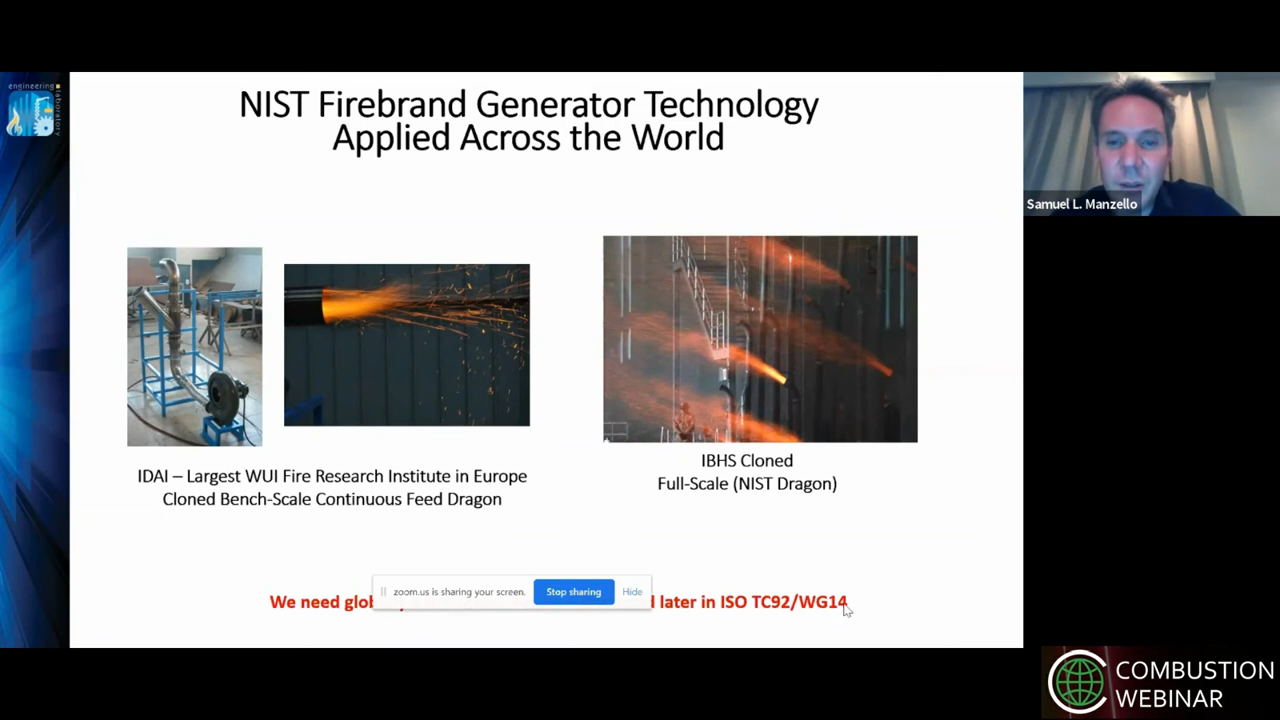 engineering
laboratory
NIST Firebrand Generator Technology
Applied Across the World
Samuel L. Manzello
IDAI – Largest WUI Fire Research Institute in Europe
Cloned Bench-Scale Continuous Feed Dragon
IBHS Cloned
Full-Scale (NIST Dragon)
zoom.us is sharing your screen.
Stop sharing
Hide
We need
later in ISO TC92/WG14
COMBUSTION
WEBINAR